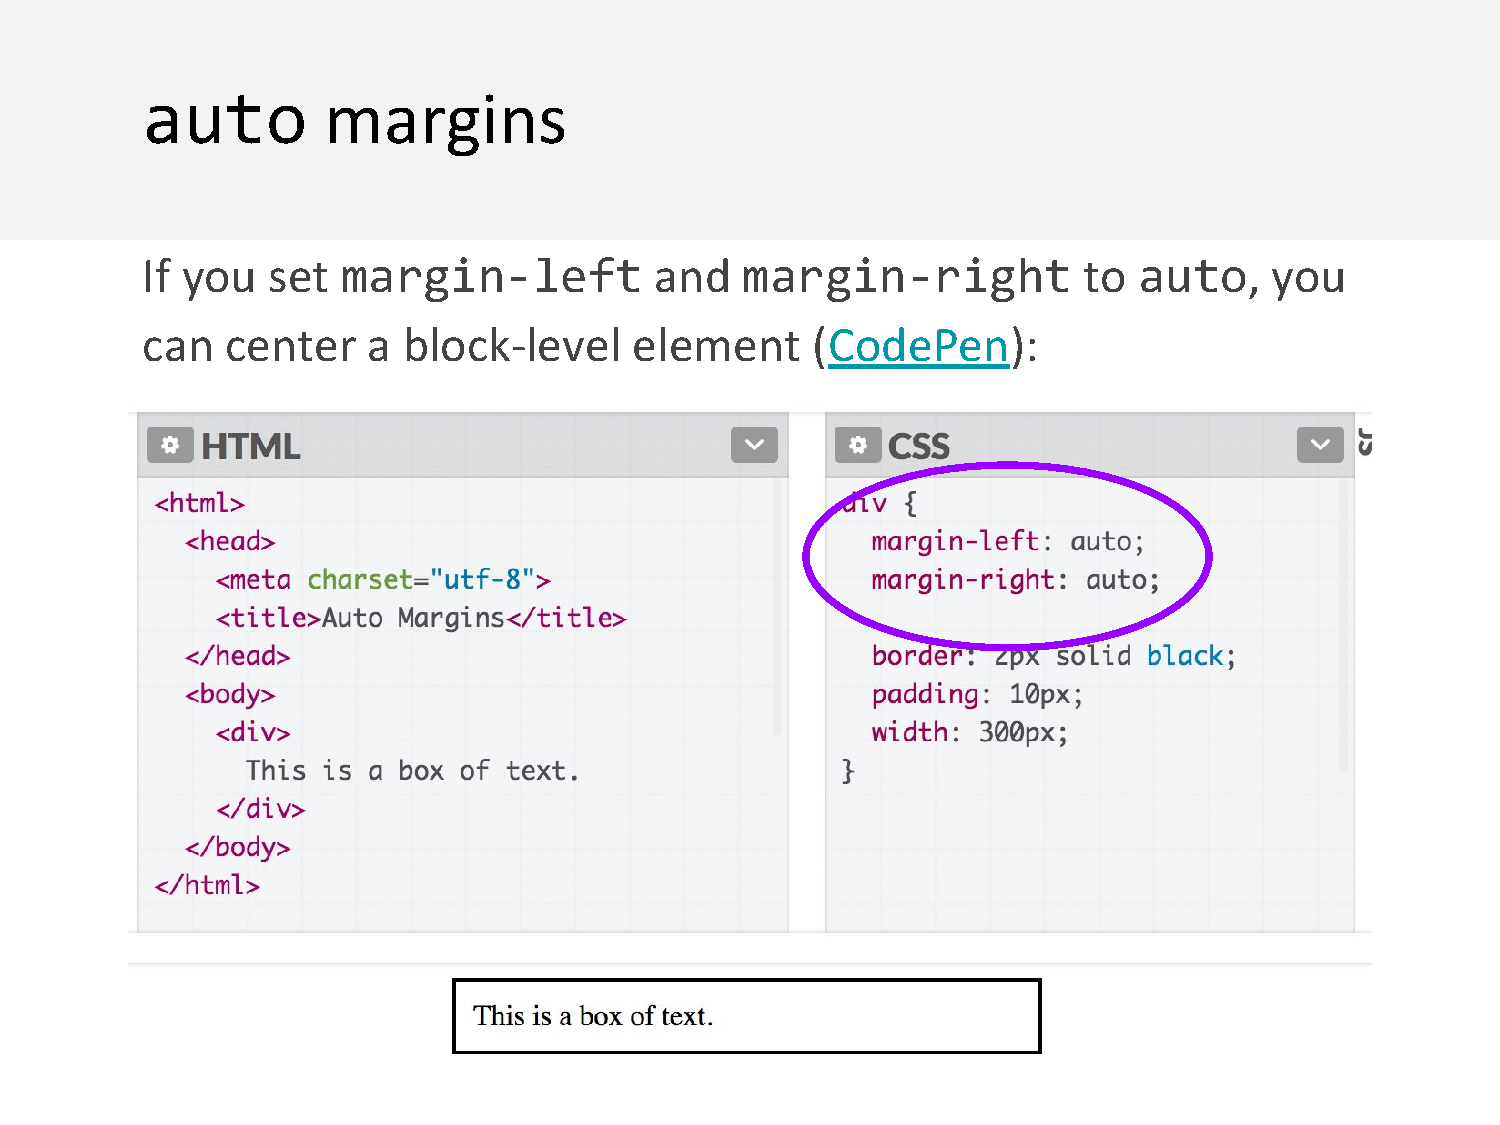 auto margins
If you set margin-left and margin-right to auto, you
can center a block-level element (CodePen):
HTML
<html>
  <head>
    <meta charset="utf-8">
    <title>Auto Margins</title>
  </head>
  <body>
    <div>
      This is a box of text.
    </div>
  </body>
</html>
CSS
div {
  margin-left: auto;
  margin-right: auto;

  border: 2px solid black;
  padding: 10px;
  width: 300px;
}
This is a box of text.